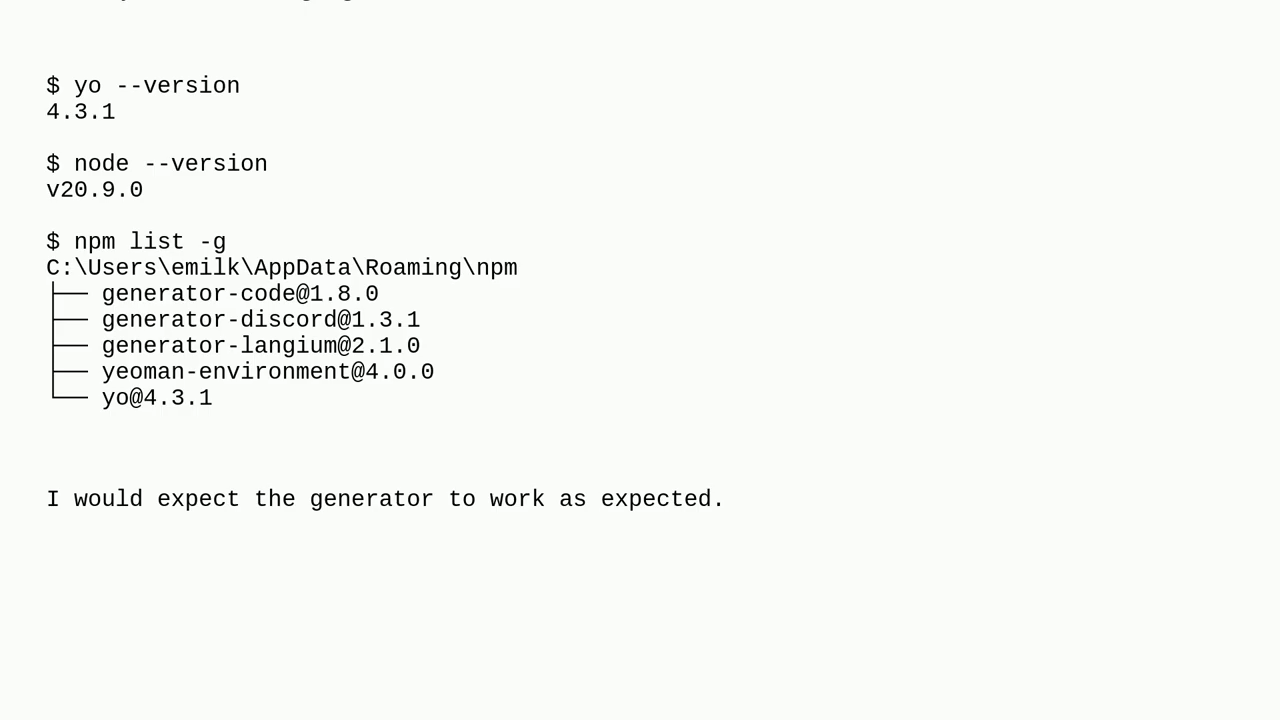 $ yo --version
4.3.1
$ node --version
v20.9.0
$ npm list -g
C:\Users\emilk\AppData\Roaming\npm
├── generator-code@1.8.0
├── generator-discord@1.3.1
├── generator-langium@2.1.0
├── yeoman-environment@4.0.0
└── yo@4.3.1
I would expect the generator to work as expected.